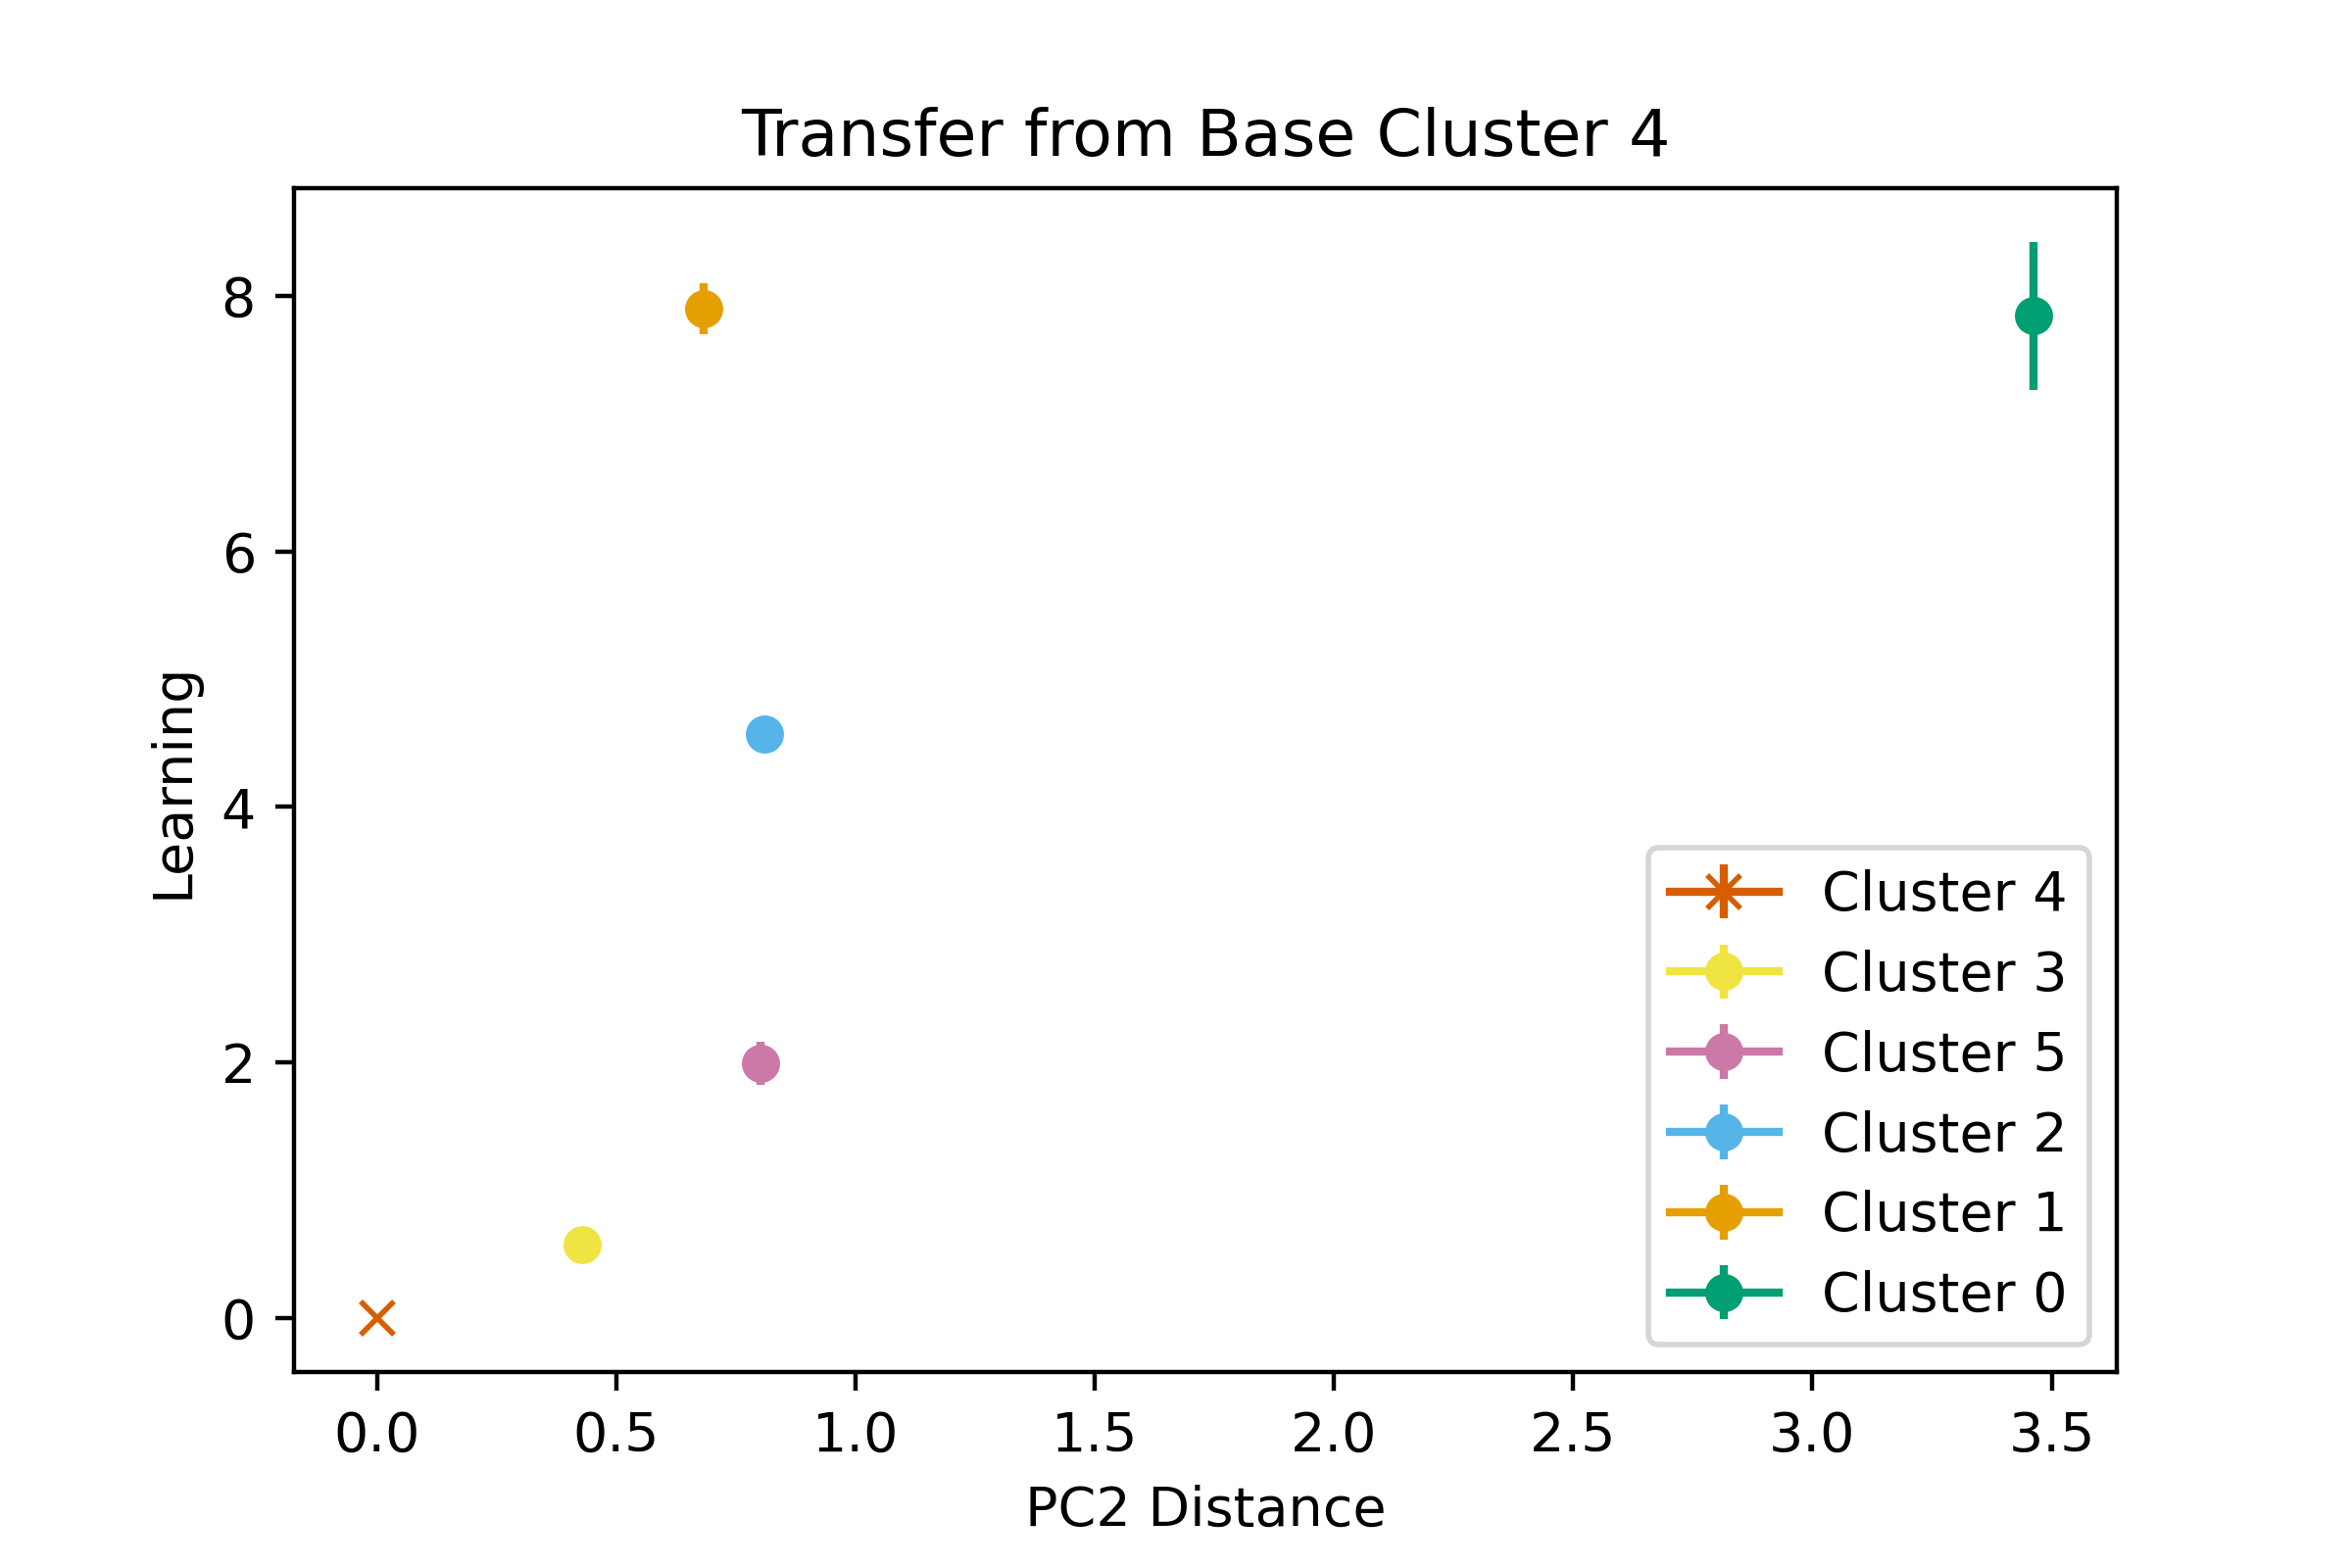 Transfer from Base Cluster 4
Learning
8
6
4
2
0
0.0 0.5 1.0 1.5 2.0 2.5 3.0 3.5
PC2 Distance
Cluster 4
Cluster 3
Cluster 5
Cluster 2
Cluster 1
Cluster 0